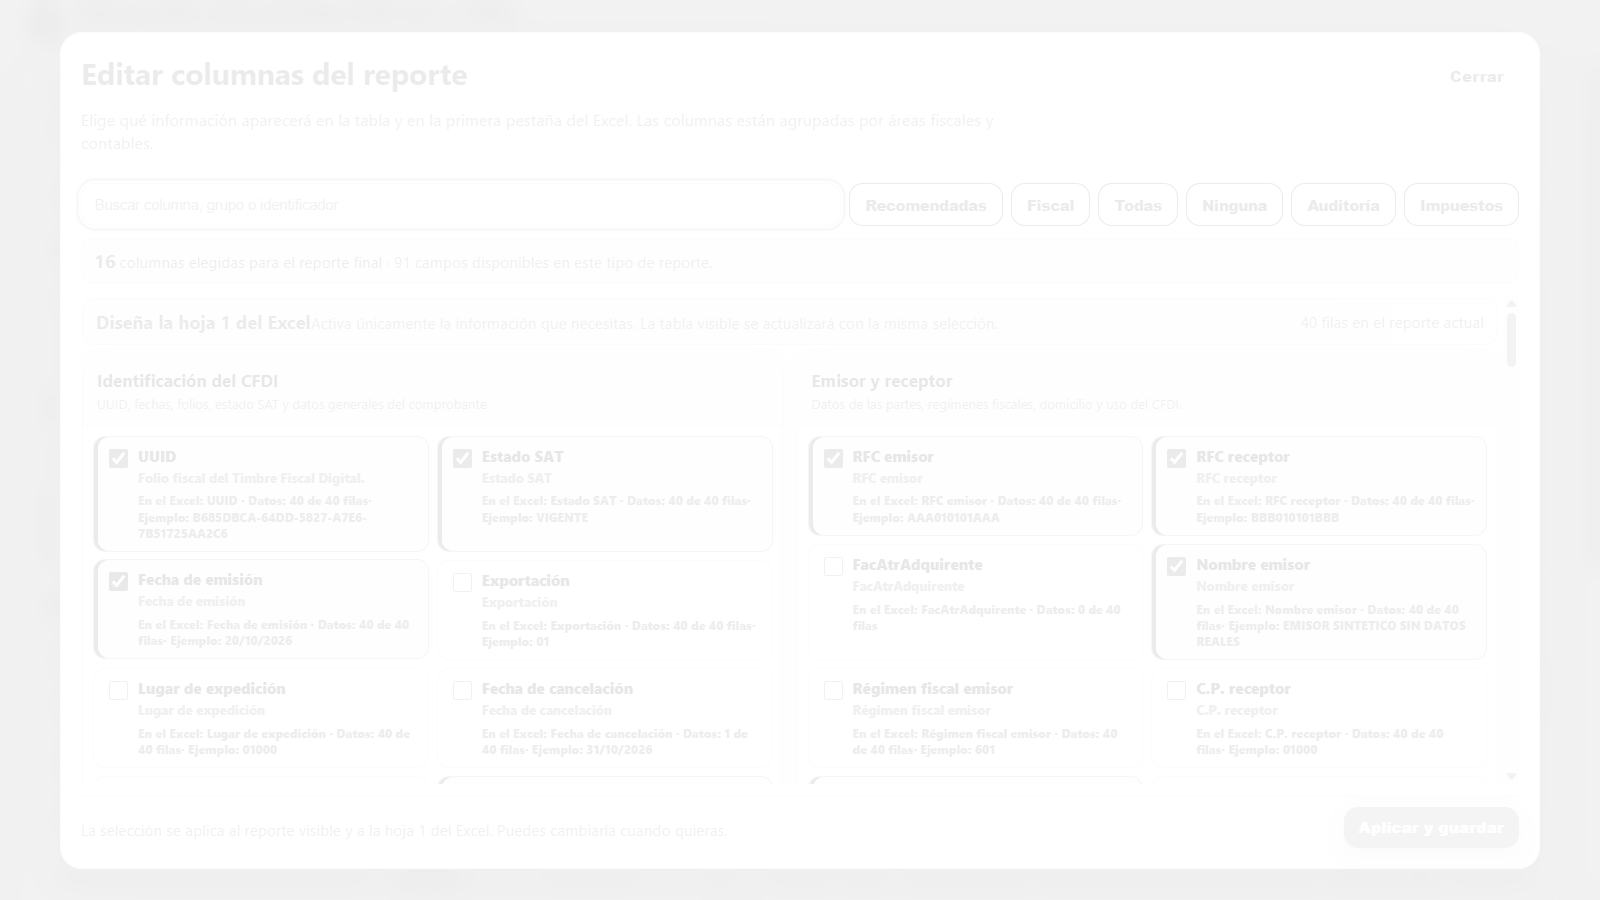 Editar columnas del reporte
Cerrar
Elige qué información aparecerá en la tabla y en la primera pestaña del Excel. Las columnas están agrupadas por áreas fiscales y
contables.
Buscar columna, grupo o identificador
Recomendadas
Fiscal
Todas
Ninguna
Auditoría
Impuestos
16 columnas elegidas para el reporte final · 91 campos disponibles en este tipo de reporte.
Diseña la hoja 1 del Excel Activa únicamente la información que necesitas. La tabla visible se actualizará con la misma selección.
40 filas en el reporte actual
Identificación del CFDI
UUID, fechas, folios, estado SAT y datos generales del comprobante.
UUID
Folio fiscal del Timbre Fiscal Digital.
En el Excel: UUID · Datos: 40 de 40 filas·
Ejemplo: B685DBCA-64DD-5827-A7E6-
7B51725AA2C6
Estado SAT
Estado SAT
En el Excel: Estado SAT · Datos: 40 de 40 filas·
Ejemplo: VIGENTE
Fecha de emisión
Fecha de emisión
En el Excel: Fecha de emisión · Datos: 40 de 40
filas· Ejemplo: 20/10/2026
Exportación
Exportación
En el Excel: Exportación · Datos: 40 de 40 filas·
Ejemplo: 01
Lugar de expedición
Lugar de expedición
En el Excel: Lugar de expedición · Datos: 40 de
40 filas· Ejemplo: 01000
Fecha de cancelación
Fecha de cancelación
En el Excel: Fecha de cancelación · Datos: 1 de
40 filas· Ejemplo: 31/10/2026
Emisor y receptor
Datos de las partes, regímenes fiscales, domicilio y uso del CFDI.
RFC emisor
RFC emisor
En el Excel: RFC emisor · Datos: 40 de 40 filas·
Ejemplo: AAA010101AAA
RFC receptor
RFC receptor
En el Excel: RFC receptor · Datos: 40 de 40 filas·
Ejemplo: BBB010101BBB
FacAtrAdquirente
FacAtrAdquirente
En el Excel: FacAtrAdquirente · Datos: 0 de 40
filas
Nombre emisor
Nombre emisor
En el Excel: Nombre emisor · Datos: 40 de 40
filas· Ejemplo: EMISOR SINTETICO SIN DATOS
REALES
Régimen fiscal emisor
Régimen fiscal emisor
En el Excel: Régimen fiscal emisor · Datos: 40
de 40 filas· Ejemplo: 601
C.P. receptor
C.P. receptor
En el Excel: C.P. receptor · Datos: 40 de 40
filas· Ejemplo: 01000
La selección se aplica al reporte visible y a la hoja 1 del Excel. Puedes cambiarla cuando quieras.
Aplicar y guardar